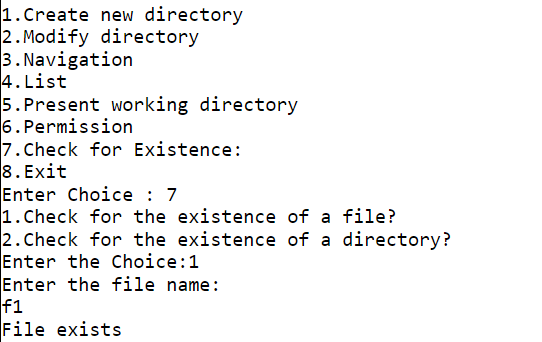 1.Create new directory
2.Modify directory
3.Navigation
4.List
5.Present working directory
6.Permission
7.Check for Existence:
8.Exit
Enter Choice : 7
1.Check for the existence of a file?
2.Check for the existence of a directory?
Enter the Choice:1
Enter the file name:
f1
File exists